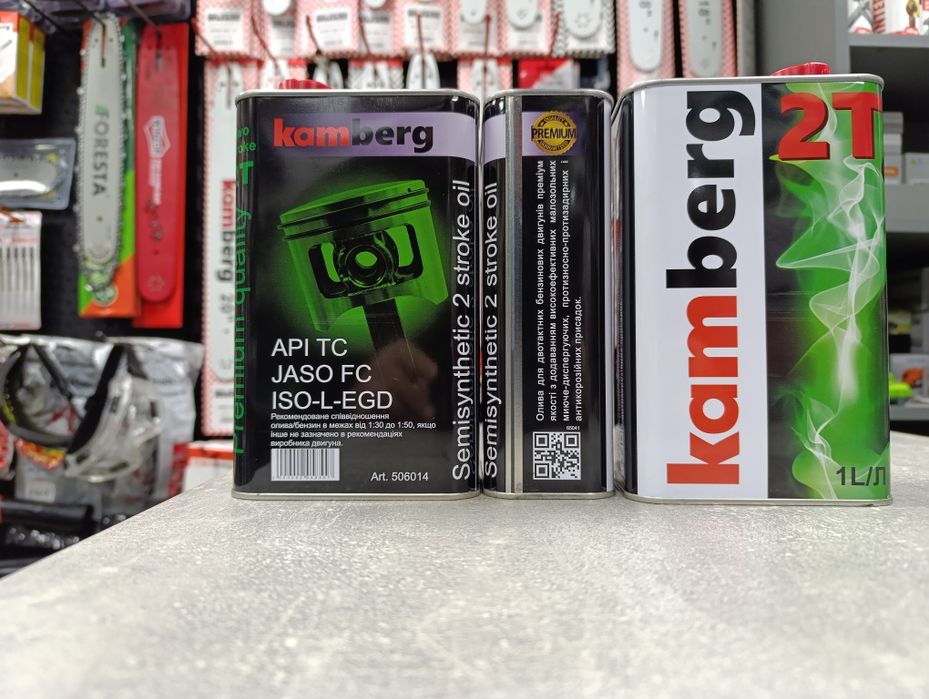 FORESTA
kamberg
kamberg
Premium quality
Semisynthetic 2 stroke oil
API TC
JASO FC
ISO-L-EGD
Рекомендоване співвідношення
олива/бензин в межах від 1:30 до 1:50, якщо
інше не зазначено в рекомендаціях
виробника двигуна.
Art. 506014
QUALITY
PREMIUM
Semisynthetic 2 stroke oil
Олива для двотактних бензинових двигунів преміум
якості з додаванням високоефективних малозольних
миюче-диспергуючих, протизносно-протизадирних і
антикорозійних присадок.
kamberg
2T
1L/Л